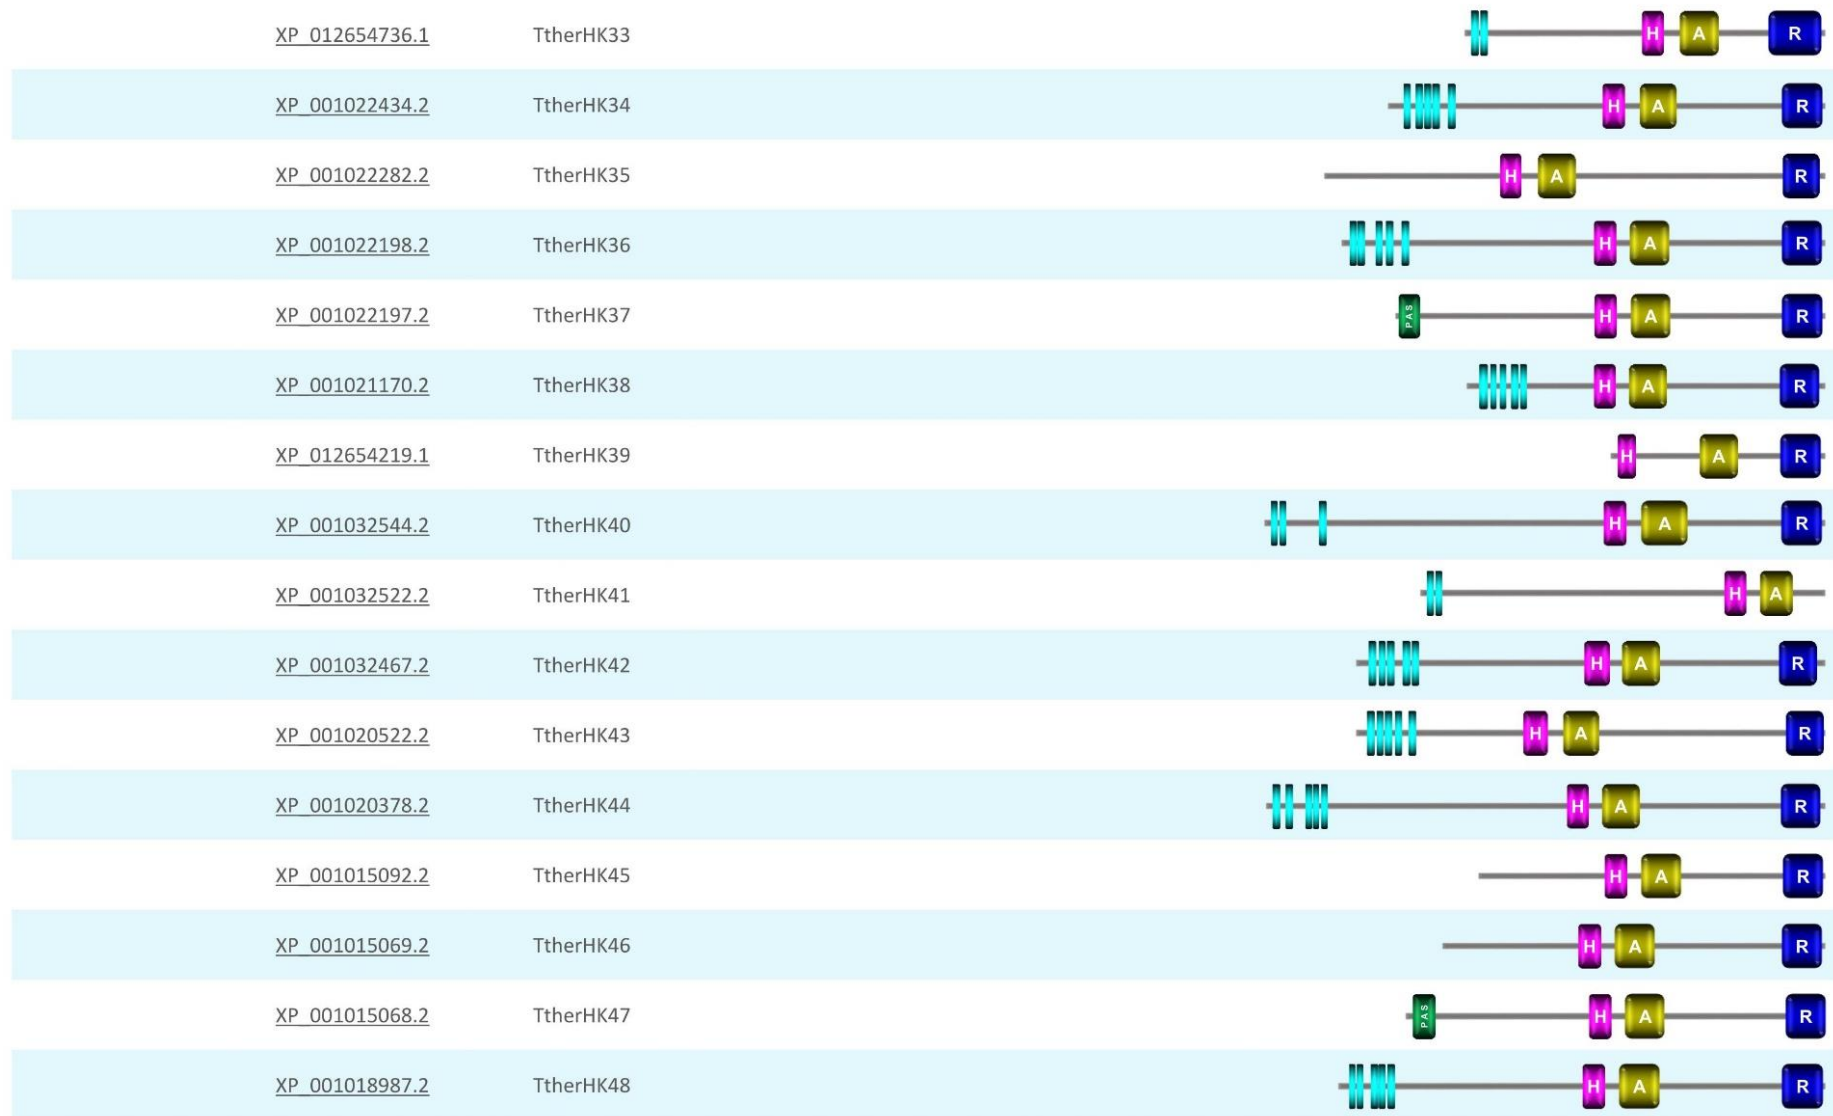 XP_012654736.1 TtherHK33 H A R
XP_001022434.2 TtherHK34 H A R
XP_001022282.2 TtherHK35 H A R
XP_001022198.2 TtherHK36 H A R
XP_001022197.2 TtherHK37 PAS H A R
XP_001021170.2 TtherHK38 H A R
XP_012654219.1 TtherHK39 H A R
XP_001032544.2 TtherHK40 H A R
XP_001032522.2 TtherHK41 H A
XP_001032467.2 TtherHK42 H A R
XP_001020522.2 TtherHK43 H A R
XP_001020378.2 TtherHK44 H A R
XP_001015092.2 TtherHK45 H A R
XP_001015069.2 TtherHK46 H A R
XP_001015068.2 TtherHK47 PAS H A R
XP_001018987.2 TtherHK48 H A R